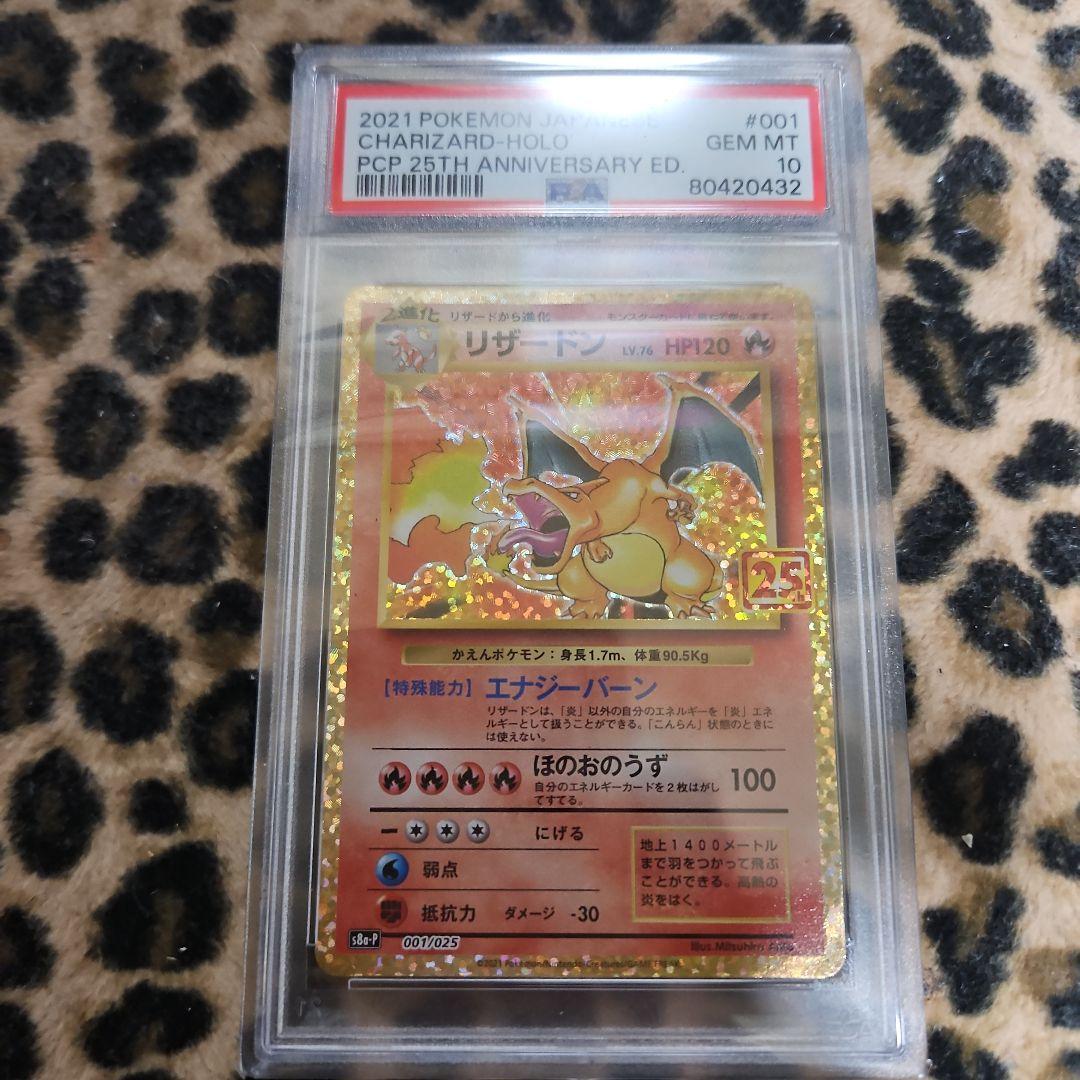 2021 POKEMON JAPANESE #001
CHARIZARD-HOLO GEM MT
PCP 25TH ANNIVERSARY ED. 10
PSA 80420432
2進化 リザードから進化
リザードン LV.76 HP120
25
かえんポケモン：身長1.7m、体重90.5Kg
【特殊能力】 エナジーバーン
リザードンは、「炎」以外の自分のエネルギーを「炎」エネ
ルギーとして扱うことができる。「こんらん」状態のときに
は使えない。
ほのおのうず 100
自分のエネルギーカードを2枚はがし
てすてる。
にげる
弱点
抵抗力 ダメージ -30
地上1400メートル
まで羽をつかって飛ぶ
ことができる。高熱の
炎をはく。
s8a-P 001/025
Illus. Mitsuhiro Arita
©2021 Pokémon/Nintendo/Creatures/GAME FREAK